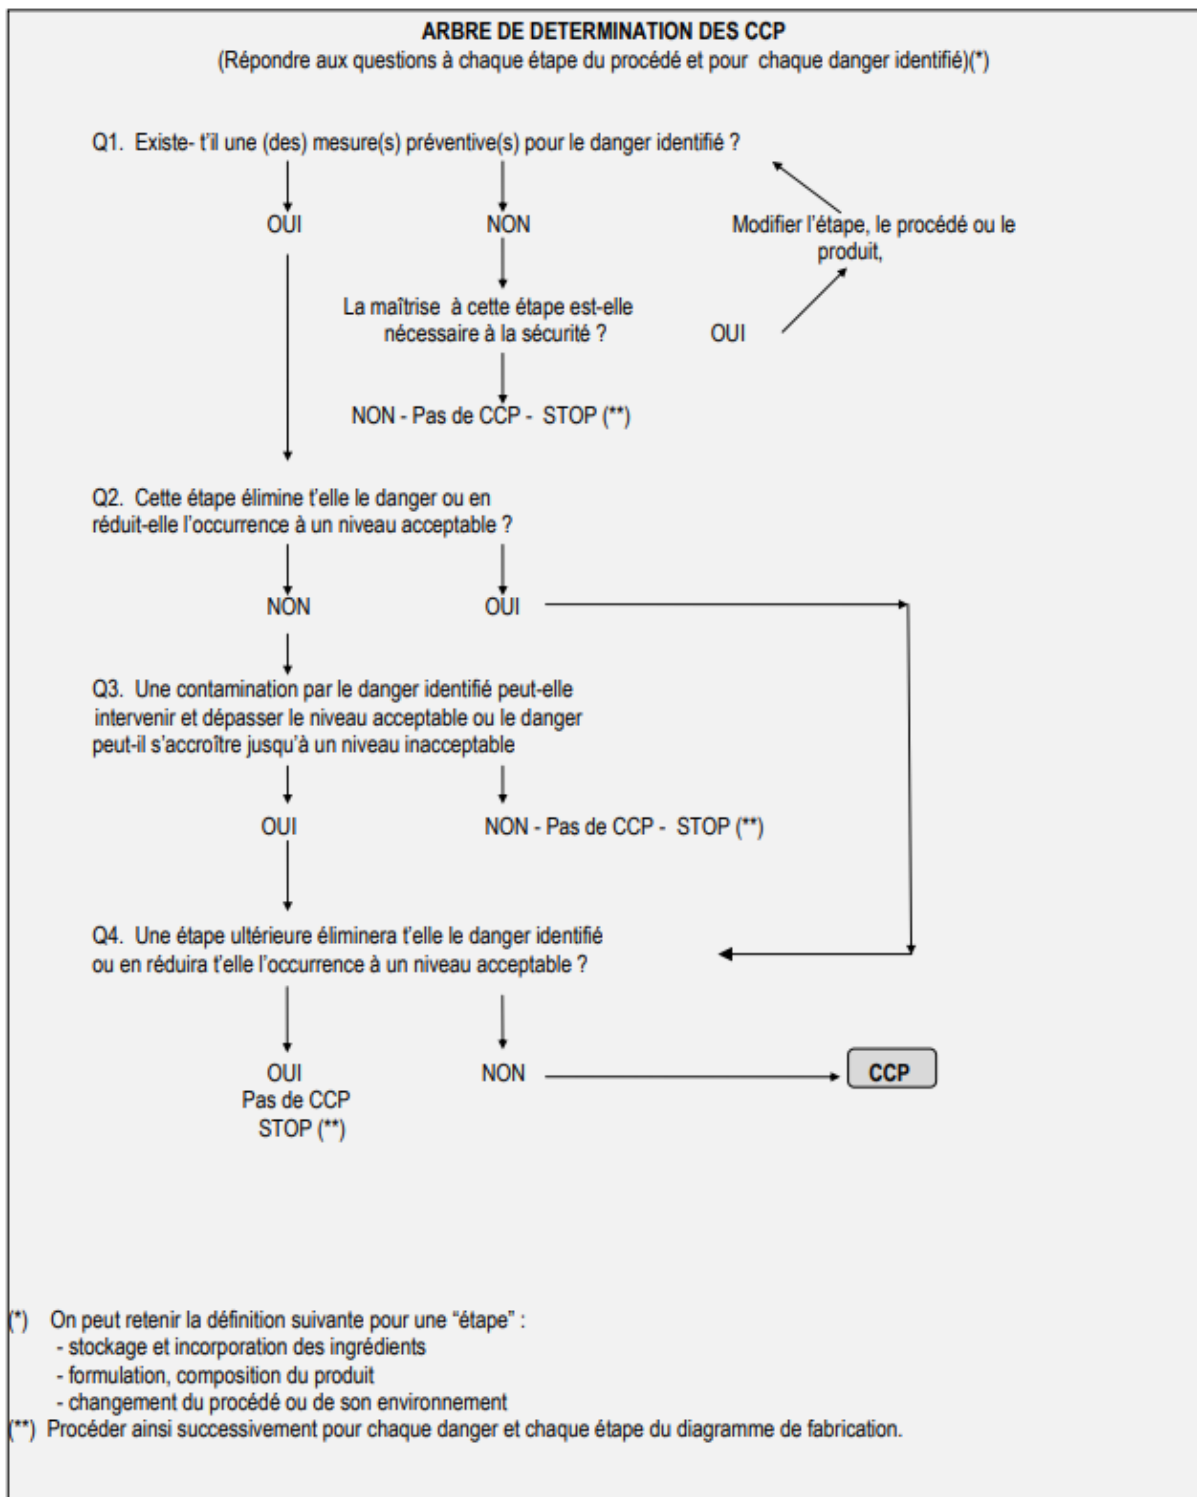 ARBRE DE DETERMINATION DES CCP
(Répondre aux questions à chaque étape du procédé et pour chaque danger identifié)(*)
Q1. Existe- t'il une (des) mesure(s) préventive(s) pour le danger identifié ?
OUI
NON
Modifier l'étape, le procédé ou le
produit,
La maîtrise à cette étape est-elle
nécessaire à la sécurité ?
OUI
NON - Pas de CCP - STOP (**)
Q2. Cette étape élimine t'elle le danger ou en
réduit-elle l'occurrence à un niveau acceptable ?
NON
OUI
Q3. Une contamination par le danger identifié peut-elle
intervenir et dépasser le niveau acceptable ou le danger
peut-il s'accroître jusqu'à un niveau inacceptable
OUI
NON - Pas de CCP - STOP (**)
Q4. Une étape ultérieure éliminera t'elle le danger identifié
ou en réduira t'elle l'occurrence à un niveau acceptable ?
OUI
NON
CCP
Pas de CCP
STOP (**)
(*) On peut retenir la définition suivante pour une “étape” :
- stockage et incorporation des ingrédients
- formulation, composition du produit
- changement du procédé ou de son environnement
(**) Procéder ainsi successivement pour chaque danger et chaque étape du diagramme de fabrication.